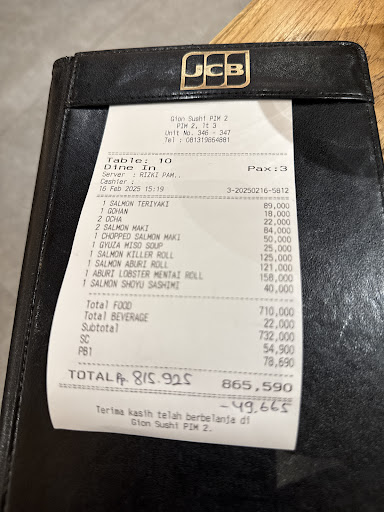 JCB
Gion Sushi PIM 2
PIM 2, lt 3
Unit No. 346 - 347
Tel : 081319864881
Table: 10
Dine In Pax:3
Server : RIZKI PAM..
Cashier :
16 Feb 2025 15:19 3-20250216-5812
1 SALMON TERIYAKI 89,000
1 GOHAN 18,000
2 OCHA 22,000
2 SALMON MAKI 84,000
1 CHOPPED SALMON MAKI 50,000
1 GYUZA MISO SOUP 25,000
1 SALMON KILLER ROLL 125,000
1 SALMON ABURI ROLL 121,000
1 ABURI LOBSTER MENTAI ROLL 158,000
1 SALMON SHOYU SASHIMI 40,000
Total FOOD 710,000
Total BEVERAGE 22,000
Subtotal 732,000
SC 54,900
PB1 78,690
TOTAL Rp 815.925 865,590
-49,665
Terima kasih telah berbelanja di
Gion Sushi PIM 2.